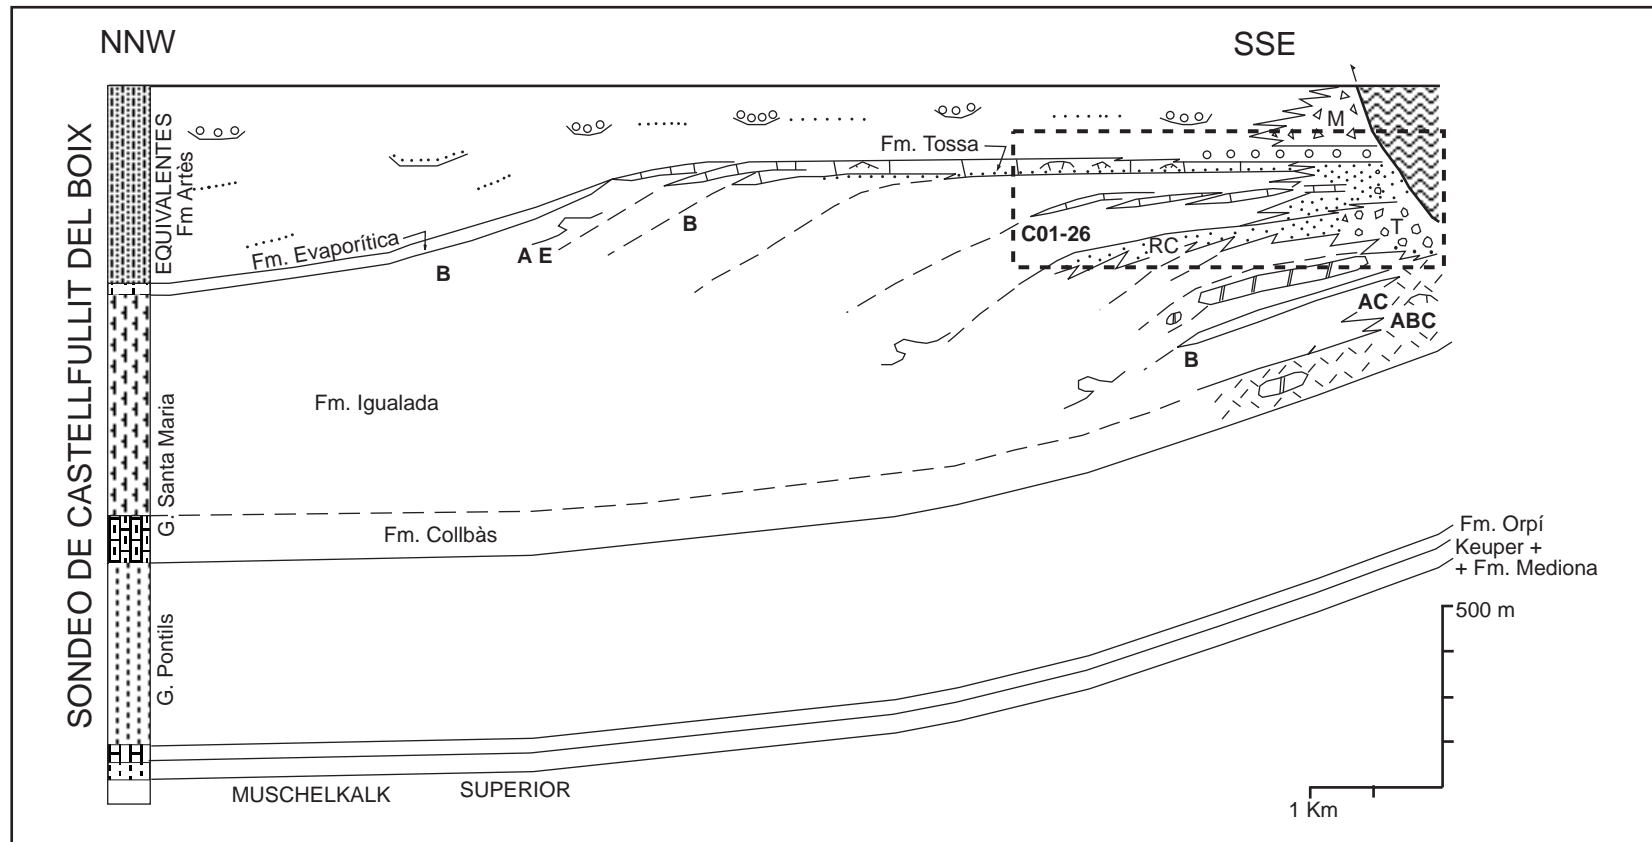 NNW
SSE
SONDEO DE CASTELLFULLIT DEL BOIX
EQUIVALENTES
Fm Artès
G. Santa Maria
G. Pontils
M
Fm. Tossa
Fm. Evaporítica
B
A E
B
C01-26
RC
T
AC
ABC
B
Fm. Igualada
Fm. Collbàs
Fm. Orpí
Keuper +
+ Fm. Mediona
500 m
1 Km
MUSCHELKALK SUPERIOR